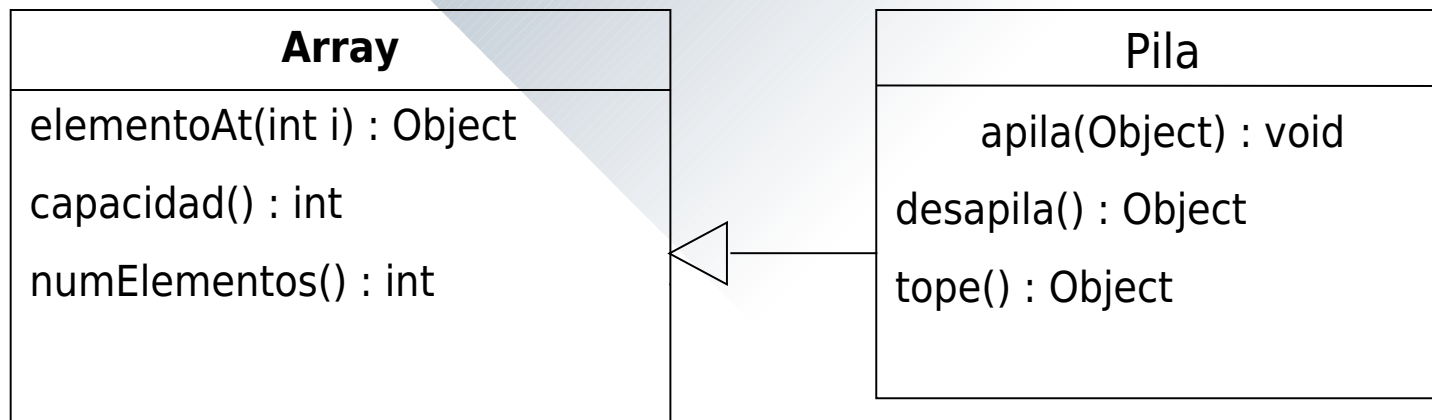 Array
elementoAt(int i) : Object
capacidad() : int
numElementos() : int
Pila
apila(Object) : void
desapila() : Object
tope() : Object